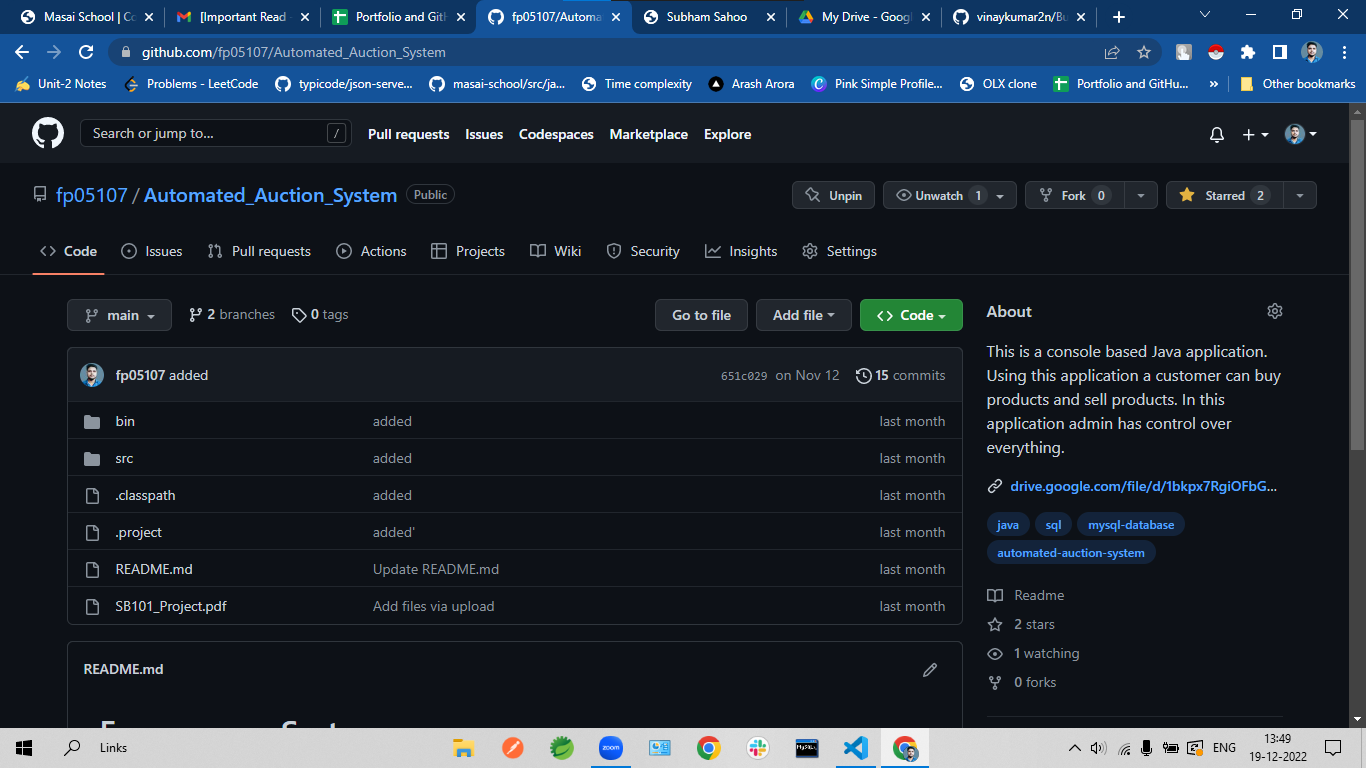 Masai School | Co
[Important Read -
Portfolio and GitH
fp05107/Automa
Subham Sahoo
My Drive - Googl
vinaykumar2n/Bu
github.com/fp05107/Automated_Auction_System
Unit-2 Notes
Problems - LeetCode
typicode/json-serve...
masai-school/src/ja...
Time complexity
Arash Arora
Pink Simple Profile...
OLX clone
Portfolio and GitHu...
»
Other bookmarks
Search or jump to...
/
Pull requests
Issues
Codespaces
Marketplace
Explore
fp05107 / Automated_Auction_System
Public
Unpin
Unwatch 1
Fork 0
Starred 2
Code
Issues
Pull requests
Actions
Projects
Wiki
Security
Insights
Settings
main
2 branches
0 tags
Go to file
Add file
Code
fp05107 added
651c029 on Nov 12
15 commits
bin added last month
src added last month
.classpath added last month
.project added' last month
README.md Update README.md last month
SB101_Project.pdf Add files via upload last month
README.md
About
This is a console based Java application.
Using this application a customer can buy
products and sell products. In this
application admin has control over
everything.
drive.google.com/file/d/1bkpx7RgiOFbG...
java
sql
mysql-database
automated-auction-system
Readme
2 stars
1 watching
0 forks
Links
zoom
ENG
13:49
19-12-2022